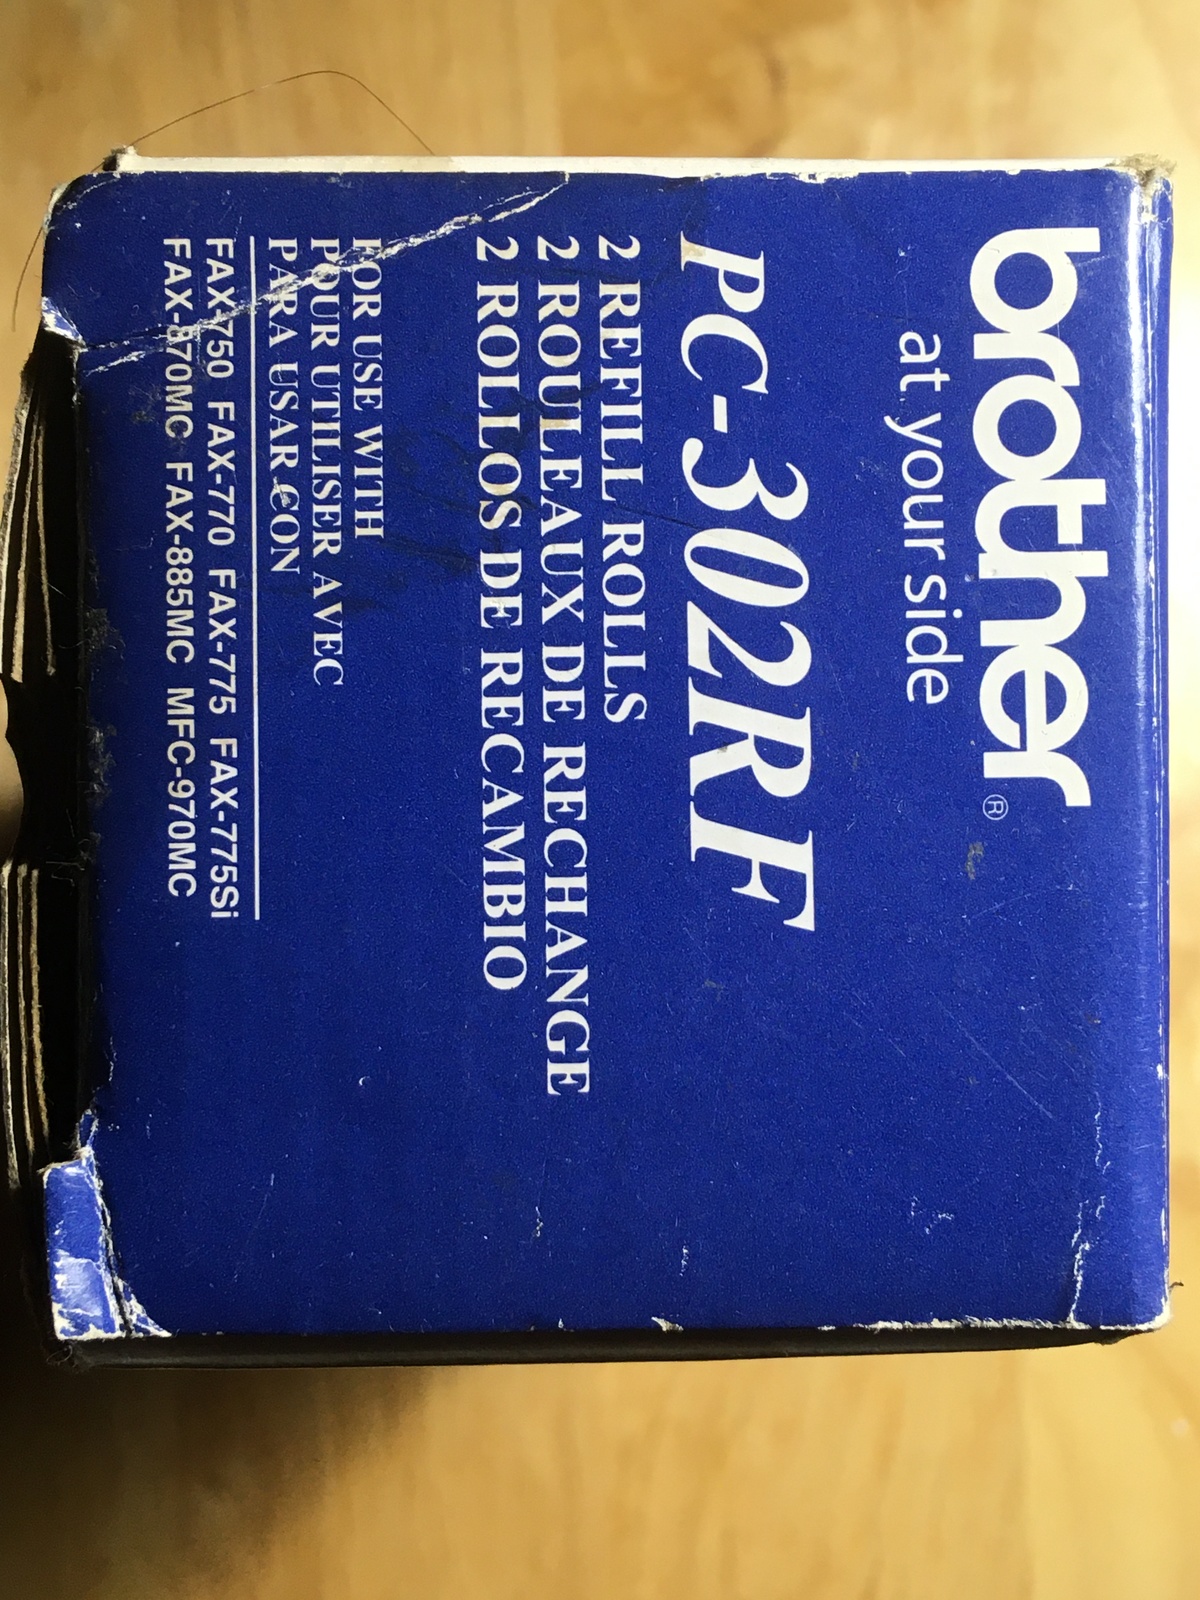 brother®
at your side
PC-302RF
2 REFILL ROLLS
2 ROULEAUX DE RECHANGE
2 ROLLOS DE RECAMBIO
FOR USE WITH
POUR UTILISER AVEC
PARA USAR CON
FAX-750 FAX-770 FAX-775 FAX-775Si
FAX-870MC FAX-885MC MFC-970MC